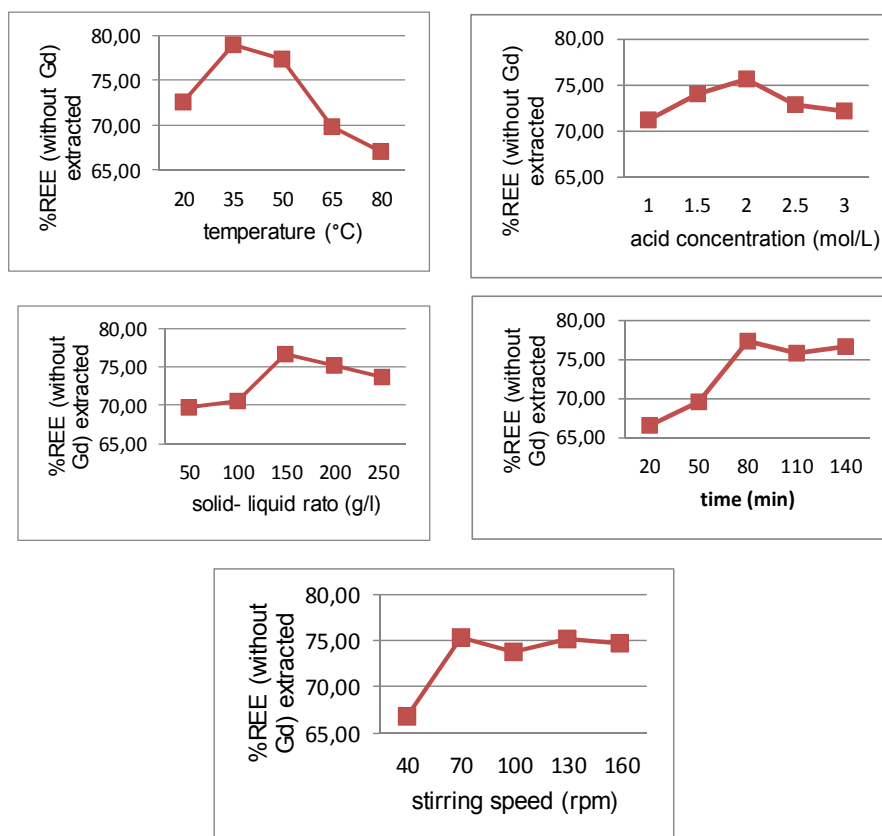 %REE (without Gd)
extracted
80,00
75,00
70,00
65,00
20 35 50 65 80
temperature (°C)
%REE (without Gd)
extracted
80,00
75,00
70,00
65,00
1 1.5 2 2.5 3
acid concentration (mol/L)
%REE (without
Gd) extracted
80,00
75,00
70,00
65,00
50 100 150 200 250
solid- liquid rato (g/l)
%REE (without
Gd) extracted
80,00
75,00
70,00
65,00
20 50 80 110 140
time (min)
%REE (without
Gd) extracted
80,00
75,00
70,00
65,00
40 70 100 130 160
stirring speed (rpm)